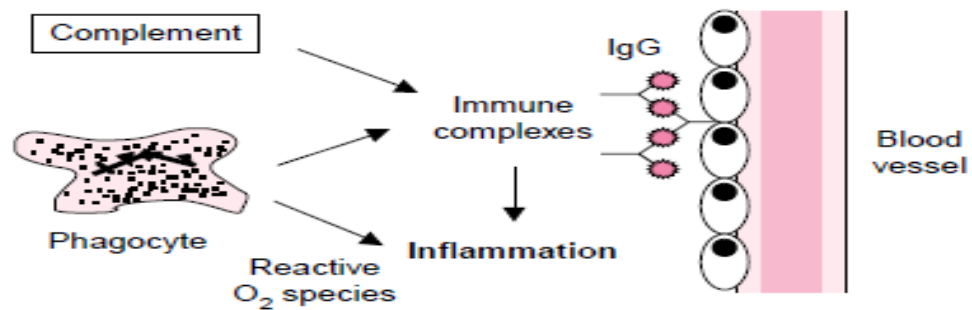 Complement
IgG
Immune
complexes
Blood
vessel
Phagocyte
Inflammation
Reactive
O₂ species